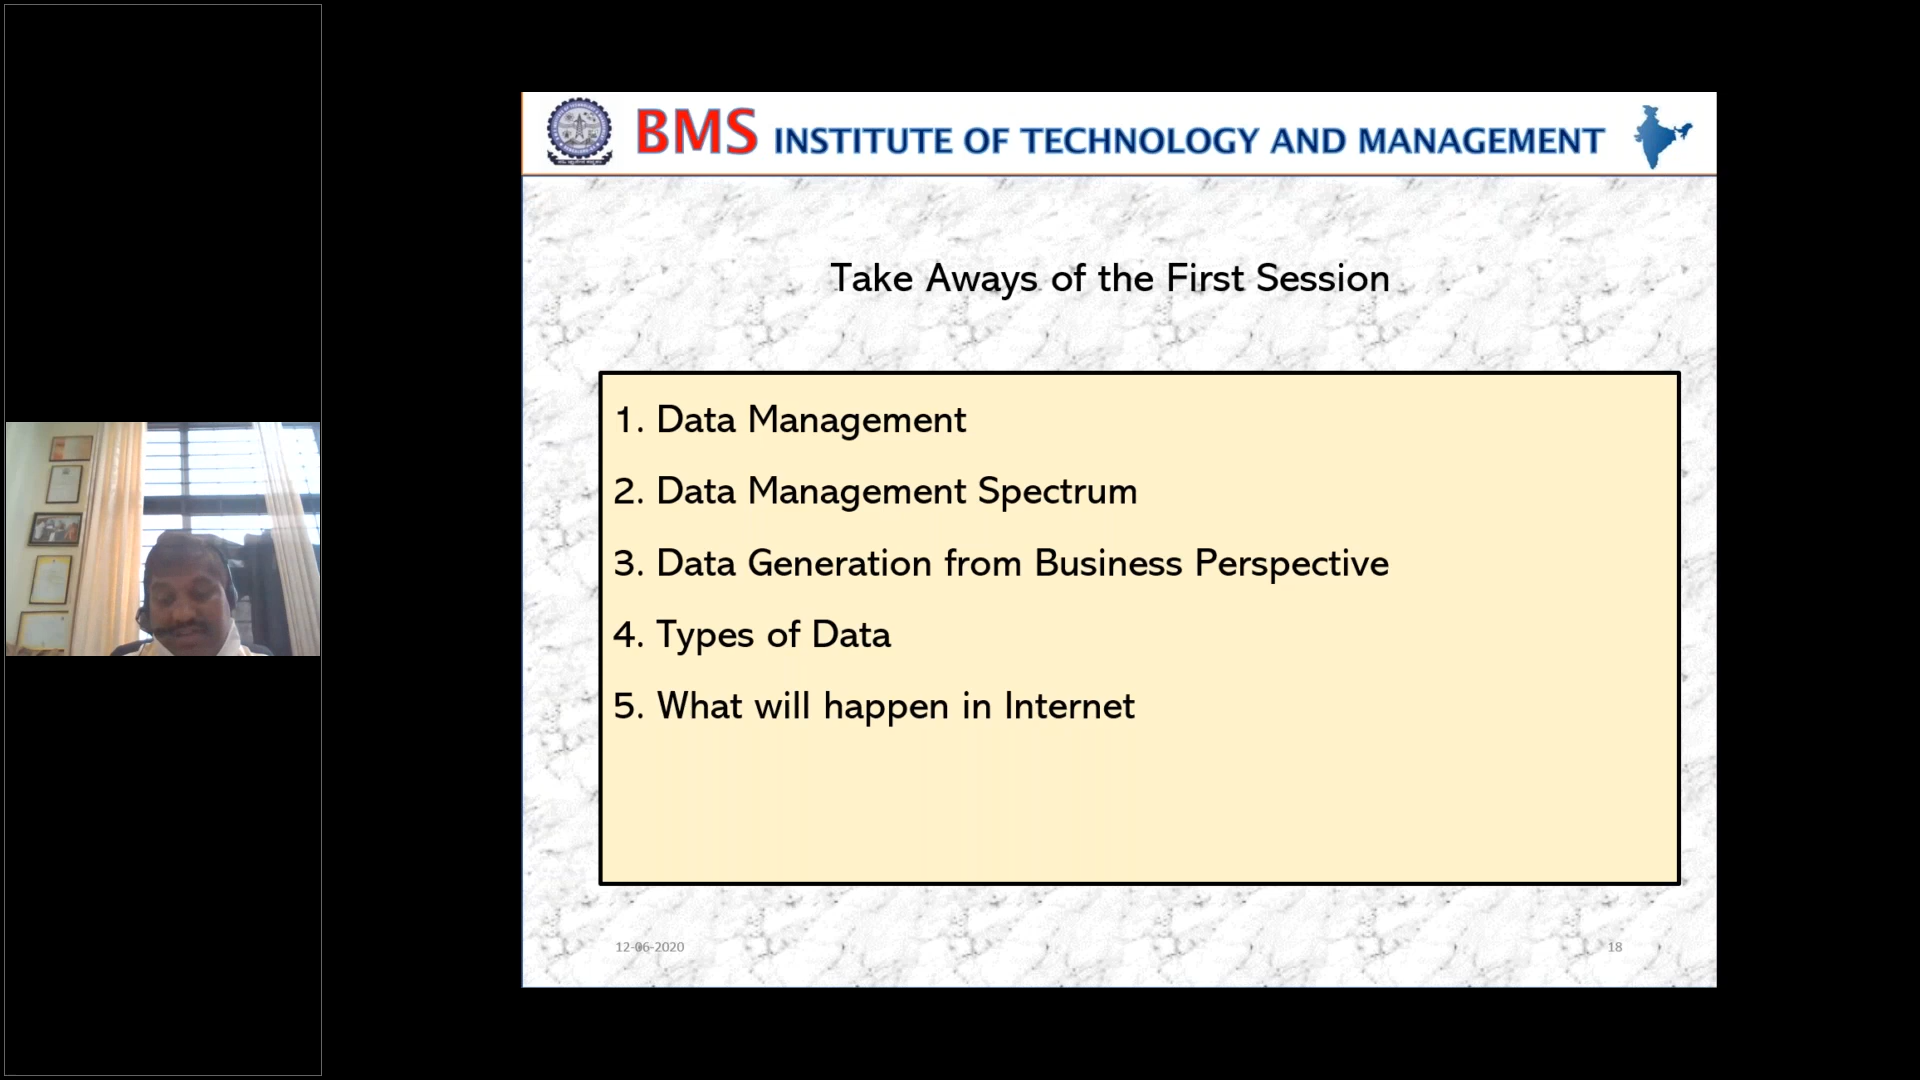 BMS INSTITUTE OF TECHNOLOGY AND MANAGEMENT
Take Aways of the First Session
1. Data Management
2. Data Management Spectrum
3. Data Generation from Business Perspective
4. Types of Data
5. What will happen in Internet
12-06-2020
18